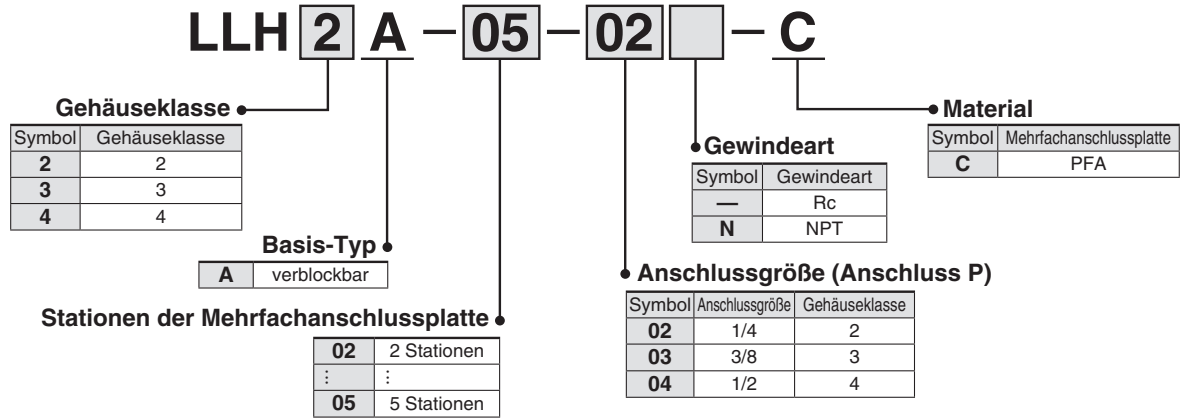 LLH 2 A – 05 – 02 – C
Gehäuseklasse
Symbol Gehäuseklasse
2 2
3 3
4 4
Basis-Typ
A verblockbar
Stationen der Mehrfachanschlussplatte
02 2 Stationen
⋮ ⋮
05 5 Stationen
Anschlussgröße (Anschluss P)
Symbol Anschlussgröße Gehäuseklasse
02 1/4 2
03 3/8 3
04 1/2 4
Gewindeart
Symbol Gewindeart
— Rc
N NPT
Material
Symbol Mehrfachanschlussplatte
C PFA